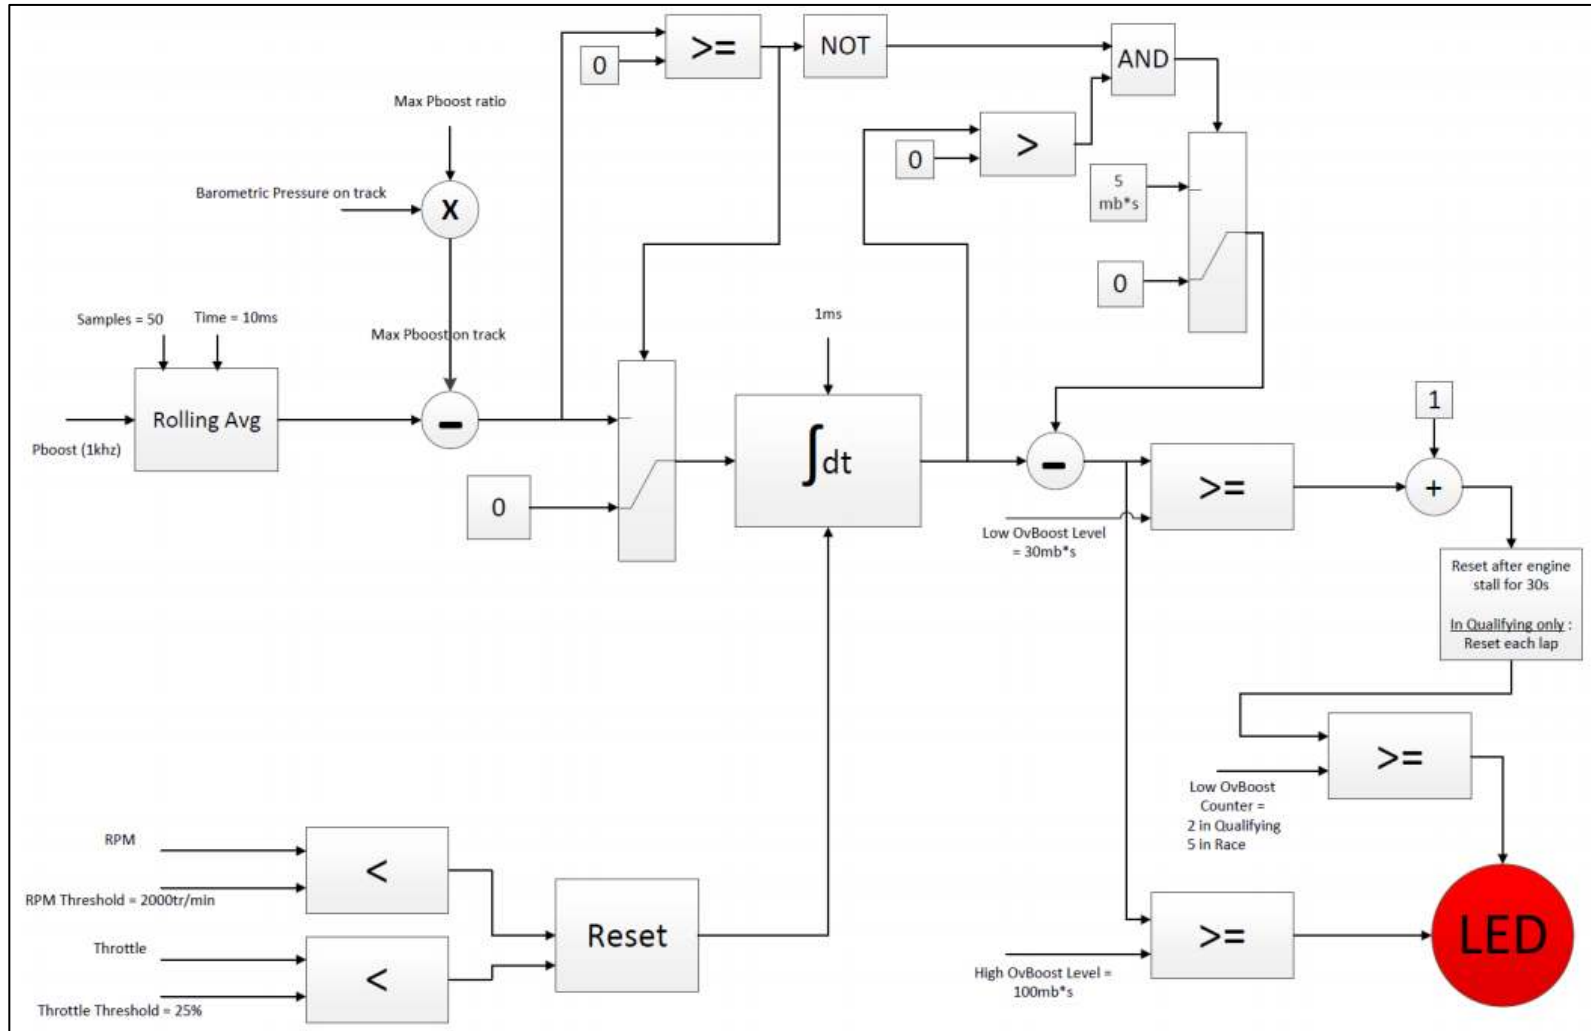 >=
NOT
AND
0
Max Pboost ratio
>
0
5
mb*s
Barometric Pressure on track
X
0
Samples = 50
Time = 10ms
1ms
Max Pboost on track
Rolling Avg
-
Pboost (1khz)
∫dt
0
-
1
>=
+
Low OvBoost Level
= 30mb*s
Reset after engine
stall for 30s
In Qualifying only :
Reset each lap
>=
Low OvBoost
Counter =
2 in Qualifying
5 in Race
RPM
<
RPM Threshold = 2000tr/min
Throttle
<
Throttle Threshold = 25%
Reset
>=
High OvBoost Level =
100mb*s
LED